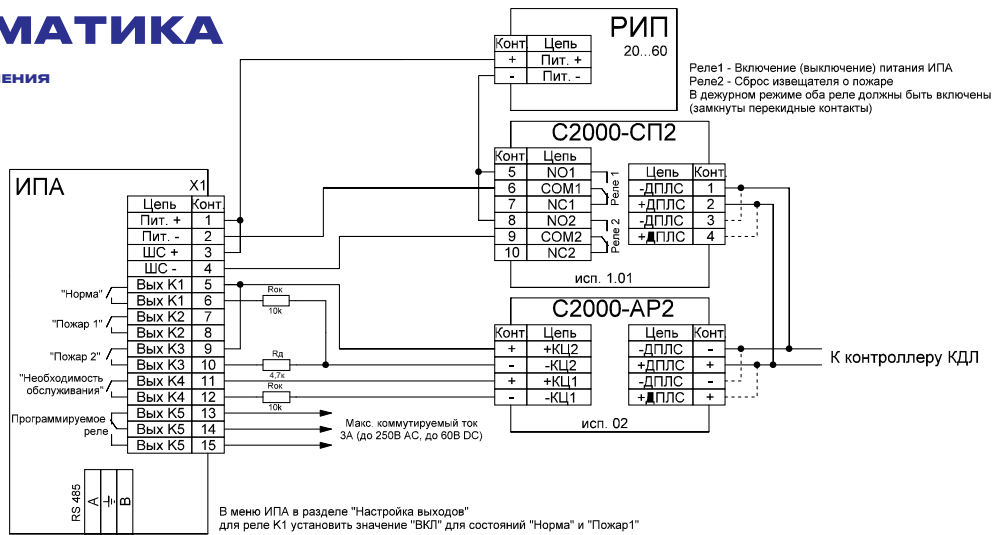 МАТИКА
ЕНИЯ
РИП
20...60
Конт. Цепь
+ Пит. +
- Пит. -
Реле1 - Включение (выключение) питания ИПА
Реле2 - Сброс извещателя о пожаре
В дежурном режиме оба реле должны быть включены
(замкнуты перекидные контакты)
С2000-СП2
Конт. Цепь
5 NO1
6 COM1
7 NC1
8 NO2
9 COM2
10 NC2
Реле 1
Реле 2
Цепь Конт.
-ДПЛС 1
+ДПЛС 2
-ДПЛС 3
+ДПЛС 4
исп. 1.01
ИПА
X1
Цепь Конт.
Пит. + 1
Пит. - 2
ШС + 3
ШС - 4
Вых К1 5
Вых К1 6
Вых К2 7
Вых К2 8
Вых К3 9
Вых К3 10
Вых К4 11
Вых К4 12
Вых К5 13
Вых К5 14
Вых К5 15
"Норма"
"Пожар 1"
"Пожар 2"
"Необходимость
обслуживания"
Программируемое
реле
Rок
10k
Rд
4,7к
Rок
10k
С2000-АР2
Конт. Цепь
+ +КЦ2
- -КЦ2
+ +КЦ1
- -КЦ1
Цепь Конт.
-ДПЛС -
+ДПЛС +
-ДПЛС -
+ДПЛС +
исп. 02
К контроллеру КДЛ
Макс. коммутируемый ток
3А (до 250В AC, до 60В DC)
RS 485
A
B
В меню ИПА в разделе "Настройка выходов"
для реле К1 установить значение "ВКЛ" для состояний "Норма" и "Пожар1"